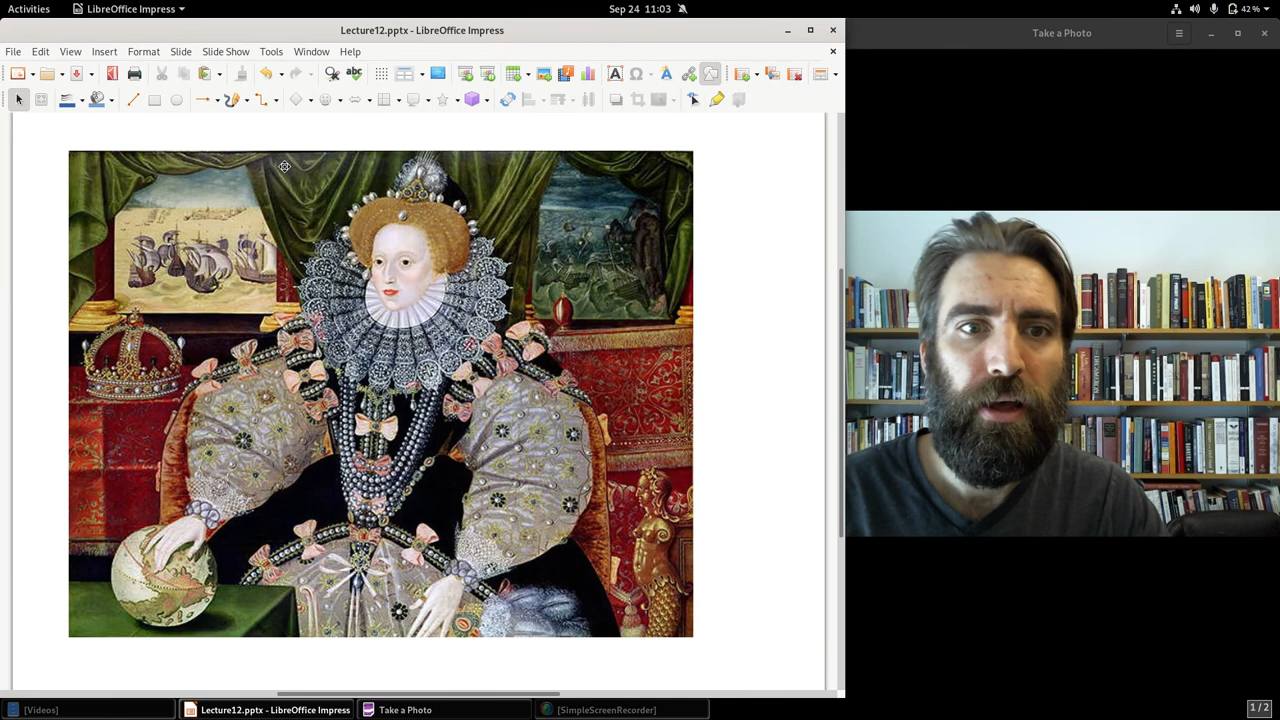 Activities LibreOffice Impress Sep 24 11:03 42 %
Lecture12.pptx - LibreOffice Impress
Take a Photo
File Edit View Insert Format Slide Slide Show Tools Window Help
[Videos] Lecture12.pptx - LibreOffice Impress Take a Photo [SimpleScreenRecorder] 1 / 2